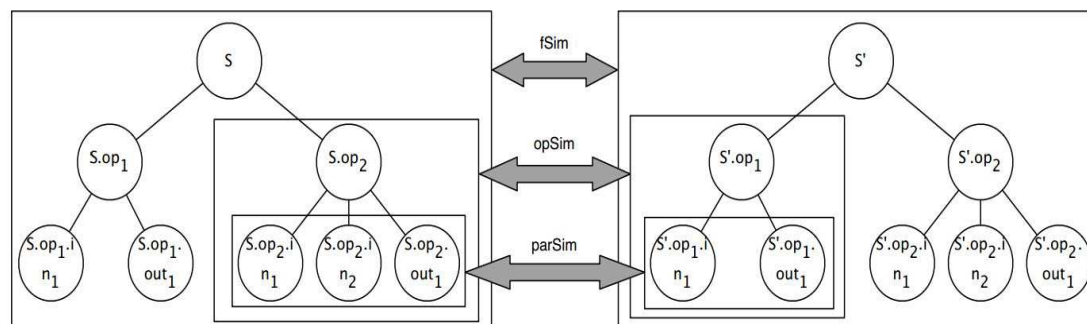 fSim
S
S'
opSim
S.op1
S.op2
S'.op1
S'.op2
parSim
S.op1.i
n1
S.op1.
out1
S.op2.i
n1
S.op2.i
n2
S.op2.
out1
S'.op1.i
n1
S'.op1.
out1
S'.op2.i
n1
S'.op2.i
n2
S'.op2.
out1